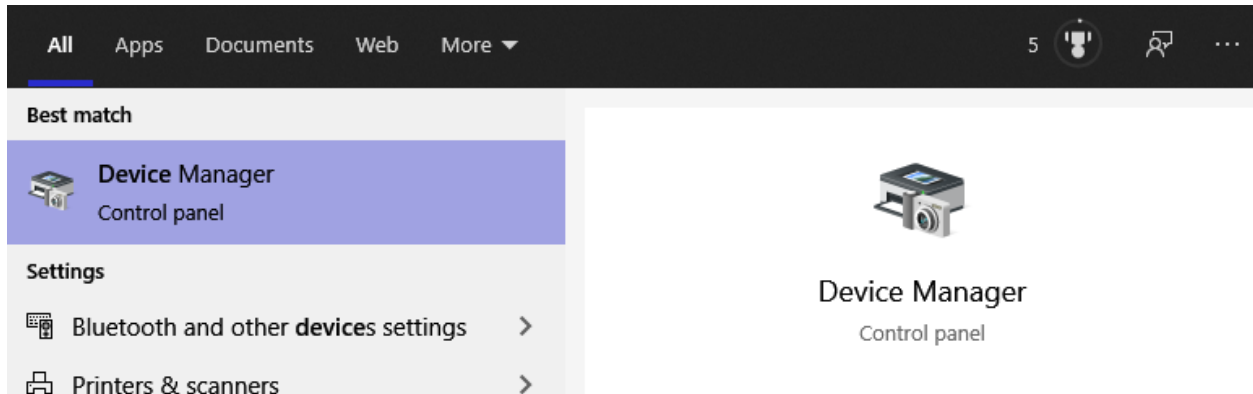 All Apps Documents Web More 5 ...
Best match
Device Manager
Control panel
Settings
Bluetooth and other devices settings
Printers & scanners
Device Manager
Control panel